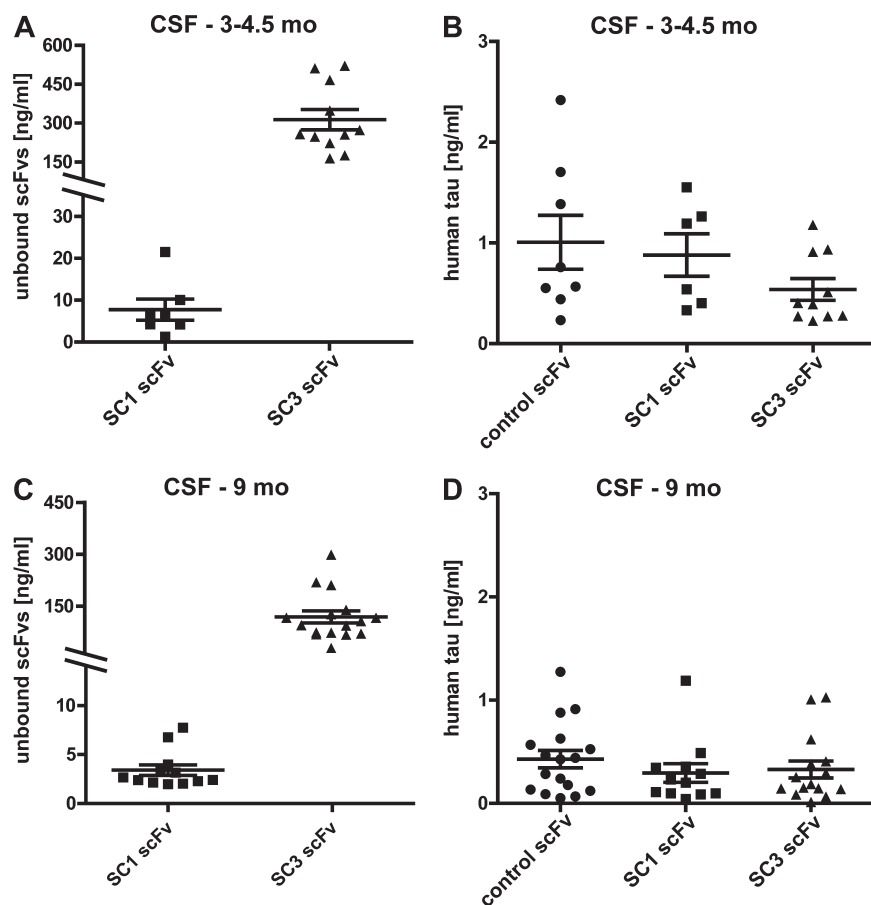 A
CSF - 3-4.5 mo
unbound scFvs [ng/ml]
600
450
300
150
30
20
10
0
SC1 scFv
SC3 scFv
B
CSF - 3-4.5 mo
human tau [ng/ml]
3
2
1
0
control scFv
SC1 scFv
SC3 scFv
C
CSF - 9 mo
unbound scFvs [ng/ml]
450
300
150
10
5
0
SC1 scFv
SC3 scFv
D
CSF - 9 mo
human tau [ng/ml]
3
2
1
0
control scFv
SC1 scFv
SC3 scFv